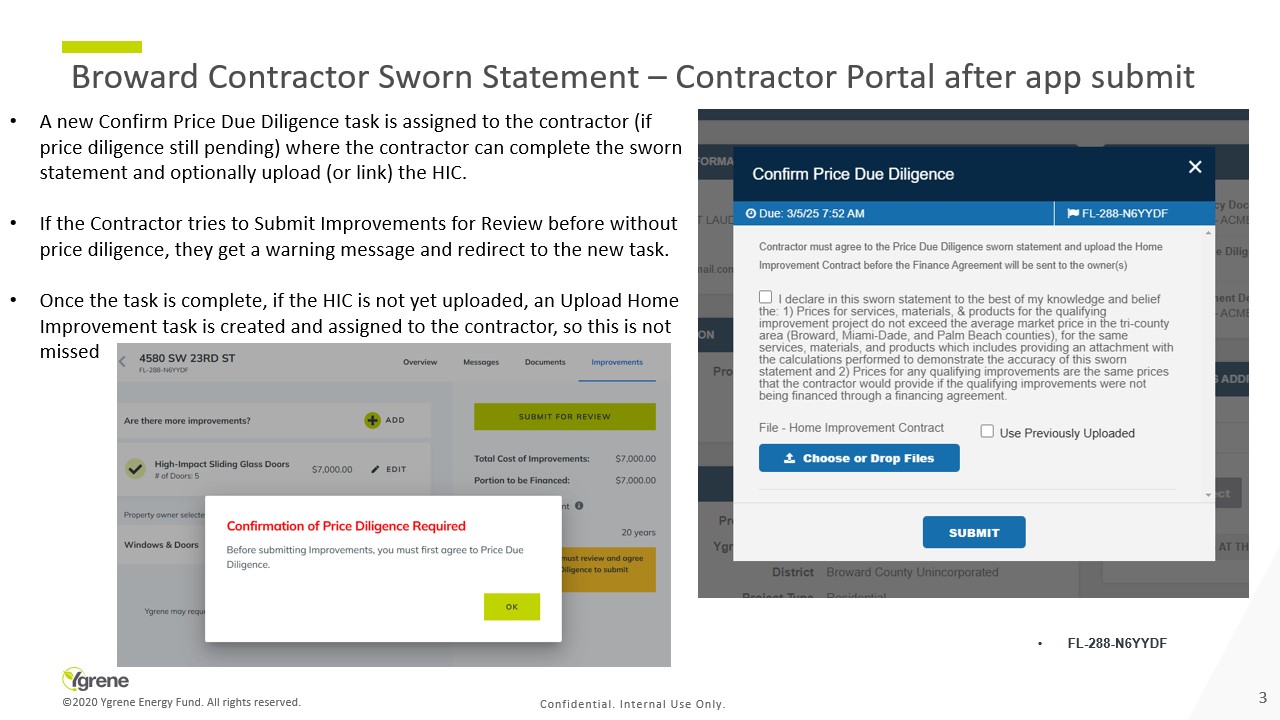 Broward Contractor Sworn Statement – Contractor Portal after app submit
• A new Confirm Price Due Diligence task is assigned to the contractor (if
price diligence still pending) where the contractor can complete the sworn
statement and optionally upload (or link) the HIC.
• If the Contractor tries to Submit Improvements for Review before without
price diligence, they get a warning message and redirect to the new task.
• Once the task is complete, if the HIC is not yet uploaded, an Upload Home
Improvement task is created and assigned to the contractor, so this is not
missed
4580 SW 23RD ST
FL-288-N6YYDF
Overview Messages Documents Improvements
Are there more improvements? ADD
SUBMIT FOR REVIEW
High-Impact Sliding Glass Doors
# of Doors: 5
$7,000.00 EDIT
Total Cost of Improvements: $7,000.00
Portion to be Financed: $7,000.00
Property owner selecte
nt
20 years
Windows & Doors
must review and agree
Diligence to submit
Ygrene may requ
Confirmation of Price Diligence Required
Before submitting Improvements, you must first agree to Price Due
Diligence.
OK
FORMA
T LAUD
mail.com
ION
Pro
Confirm Price Due Diligence ✕
Due: 3/5/25 7:52 AM FL-288-N6YYDF
Contractor must agree to the Price Due Diligence sworn statement and upload the Home
Improvement Contract before the Finance Agreement will be sent to the owner(s)
I declare in this sworn statement to the best of my knowledge and belief
the: 1) Prices for services, materials, & products for the qualifying
improvement project do not exceed the average market price in the tri-county
area (Broward, Miami-Dade, and Palm Beach counties), for the same
services, materials, and products which includes providing an attachment with
the calculations performed to demonstrate the accuracy of this sworn
statement and 2) Prices for any qualifying improvements are the same prices
that the contractor would provide if the qualifying improvements were not
being financed through a financing agreement.
File - Home Improvement Contract
Use Previously Uploaded
Choose or Drop Files
SUBMIT
cy Doc
- ACME
e Dilig
ent De
- ACME
S ADDR
ect
AT TH
Pro
Ygr
District Broward County Unincorporated
Project Type Residential
• FL-288-N6YYDF
Ygrene
©2020 Ygrene Energy Fund. All rights reserved.
Confidential. Internal Use Only.
3